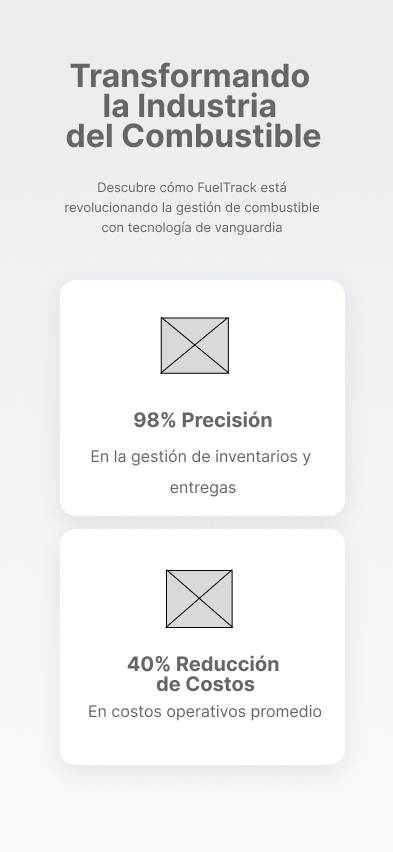 Transformando
la Industria
del Combustible
Descubre cómo FuelTrack está
revolucionando la gestión de combustible
con tecnología de vanguardia
98% Precisión
En la gestión de inventarios y
entregas
40% Reducción
de Costos
En costos operativos promedio